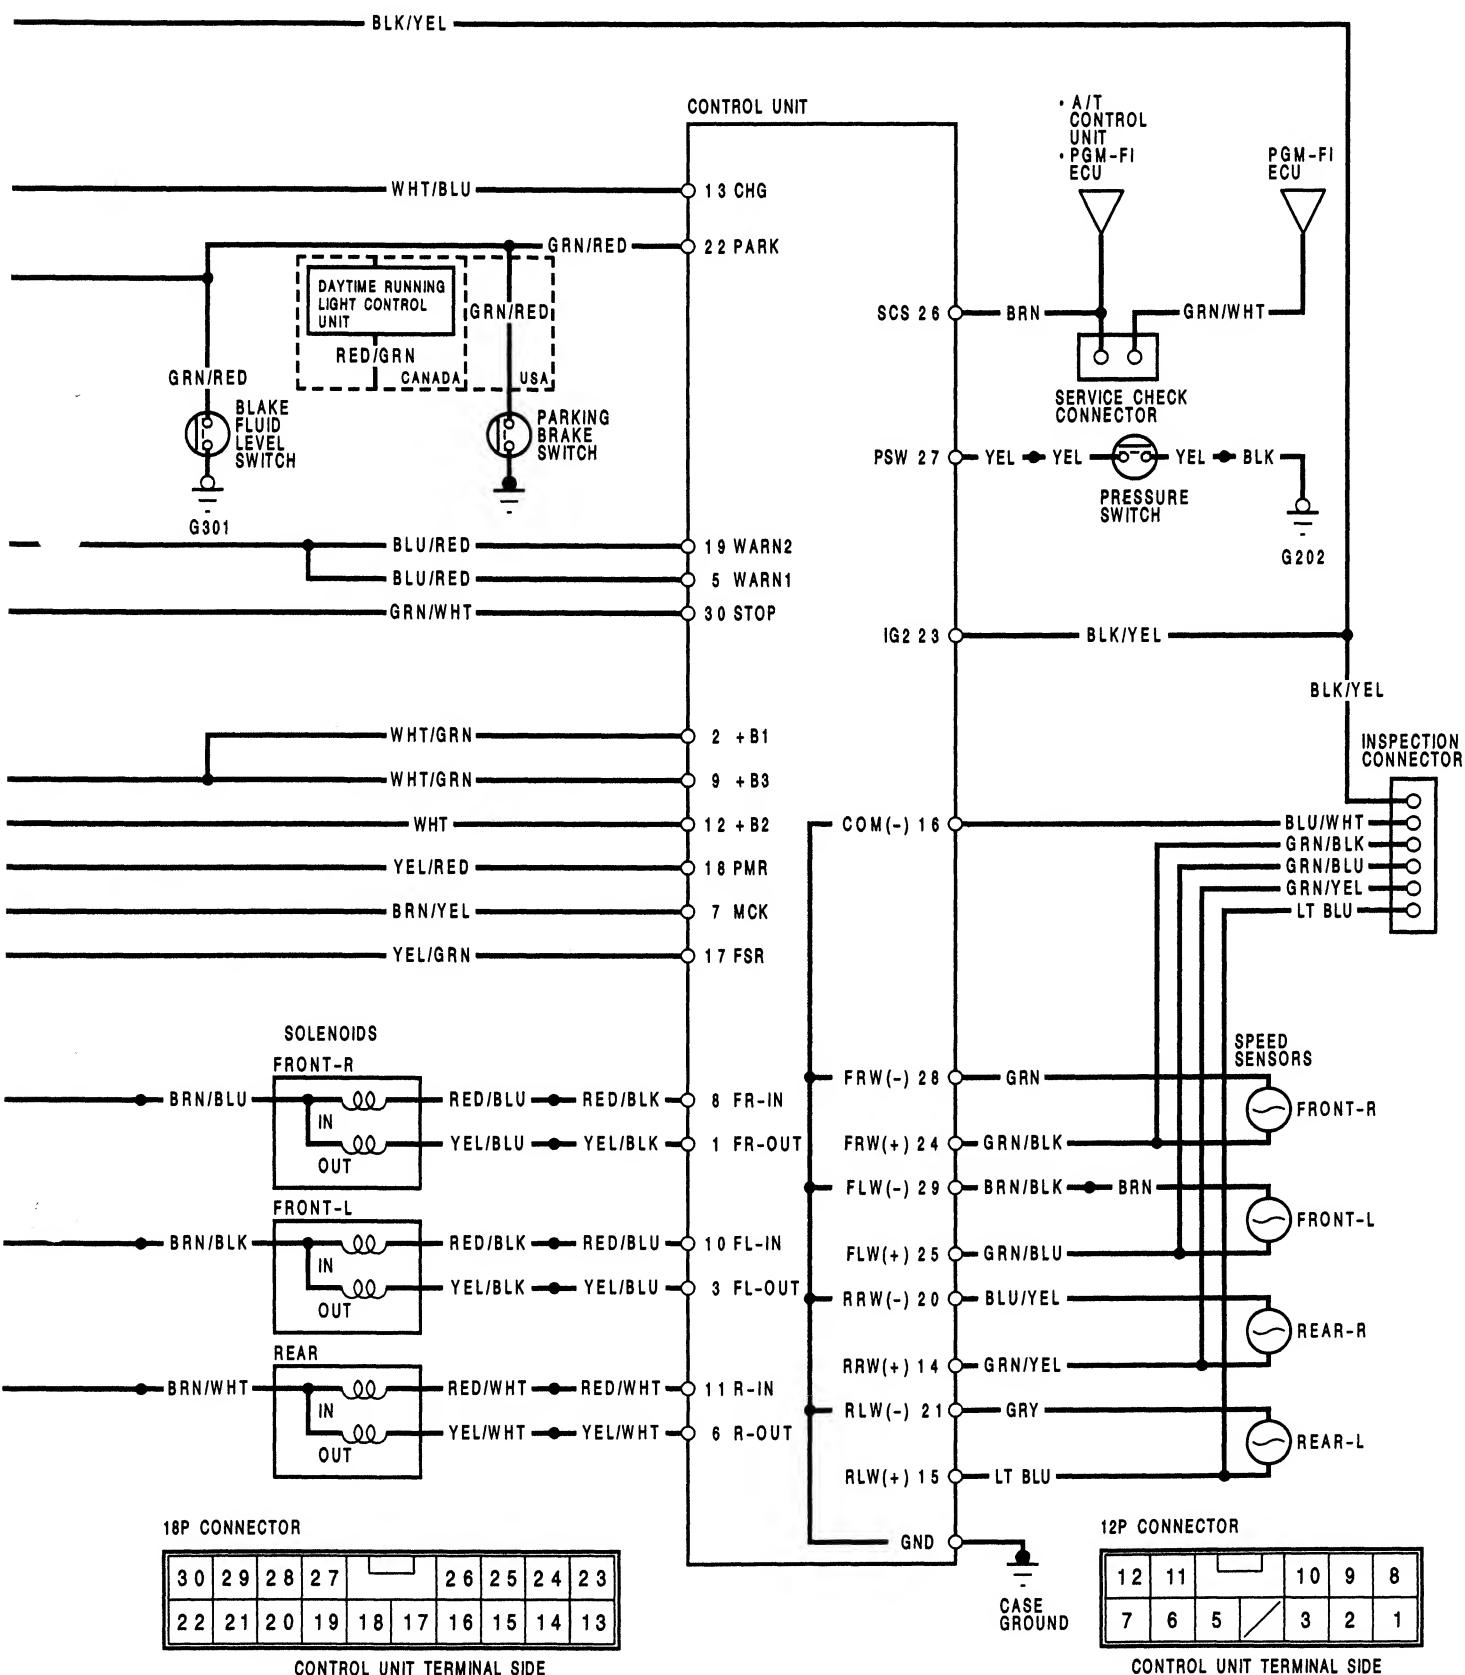 BLK/YEL
CONTROL UNIT
• A/T
CONTROL
UNIT
• PGM-FI
ECU
PGM-FI
ECU
WHT/BLU
13 CHG
GRN/RED
22 PARK
DAYTIME RUNNING
LIGHT CONTROL
UNIT
GRN/RED
RED/GRN
CANADA
USA
SCS 26
BRN
GRN/WHT
GRN/RED
BLAKE
FLUID
LEVEL
SWITCH
PARKING
BRAKE
SWITCH
SERVICE CHECK
CONNECTOR
PSW 27
YEL
YEL
YEL
BLK
PRESSURE
SWITCH
G301
G202
BLU/RED
19 WARN2
BLU/RED
5 WARN1
GRN/WHT
30 STOP
IG2 23
BLK/YEL
BLK/YEL
INSPECTION
CONNECTOR
WHT/GRN
2 +B1
WHT/GRN
9 +B3
WHT
12 +B2
COM(-) 16
BLU/WHT
GRN/BLK
GRN/BLU
GRN/YEL
LT BLU
YEL/RED
18 PMR
BRN/YEL
7 MCK
YEL/GRN
17 FSR
SOLENOIDS
FRONT-R
BRN/BLU
IN
OUT
RED/BLU
RED/BLK
8 FR-IN
YEL/BLU
YEL/BLK
1 FR-OUT
FRONT-L
BRN/BLK
IN
OUT
RED/BLK
RED/BLU
10 FL-IN
YEL/BLK
YEL/BLU
3 FL-OUT
REAR
BRN/WHT
IN
OUT
RED/WHT
RED/WHT
11 R-IN
YEL/WHT
YEL/WHT
6 R-OUT
SPEED
SENSORS
FRW(-) 28
GRN
FRONT-R
FRW(+) 24
GRN/BLK
FLW(-) 29
BRN/BLK
BRN
FRONT-L
FLW(+) 25
GRN/BLU
RRW(-) 20
BLU/YEL
REAR-R
RRW(+) 14
GRN/YEL
RLW(-) 21
GRY
REAR-L
RLW(+) 15
LT BLU
GND
CASE
GROUND
18P CONNECTOR
30 29 28 27 26 25 24 23
22 21 20 19 18 17 16 15 14 13
CONTROL UNIT TERMINAL SIDE
12P CONNECTOR
12 11 10 9 8
7 6 5 3 2 1
CONTROL UNIT TERMINAL SIDE